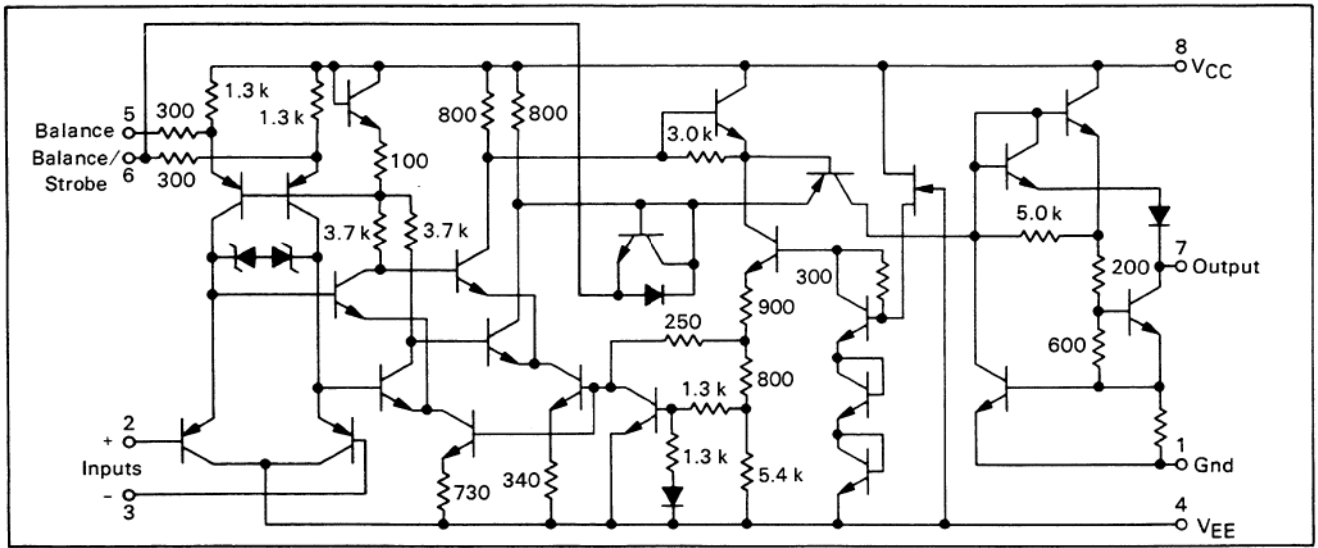 8
VCC
1.3 k
1.3 k
5
300
Balance
Balance/
Strobe
6
300
800
800
3.0 k
100
3.7 k
3.7 k
5.0 k
7
Output
200
300
900
250
600
800
1.3 k
2
+
Inputs
–
3
1.3 k
1
Gnd
730
340
5.4 k
4
VEE